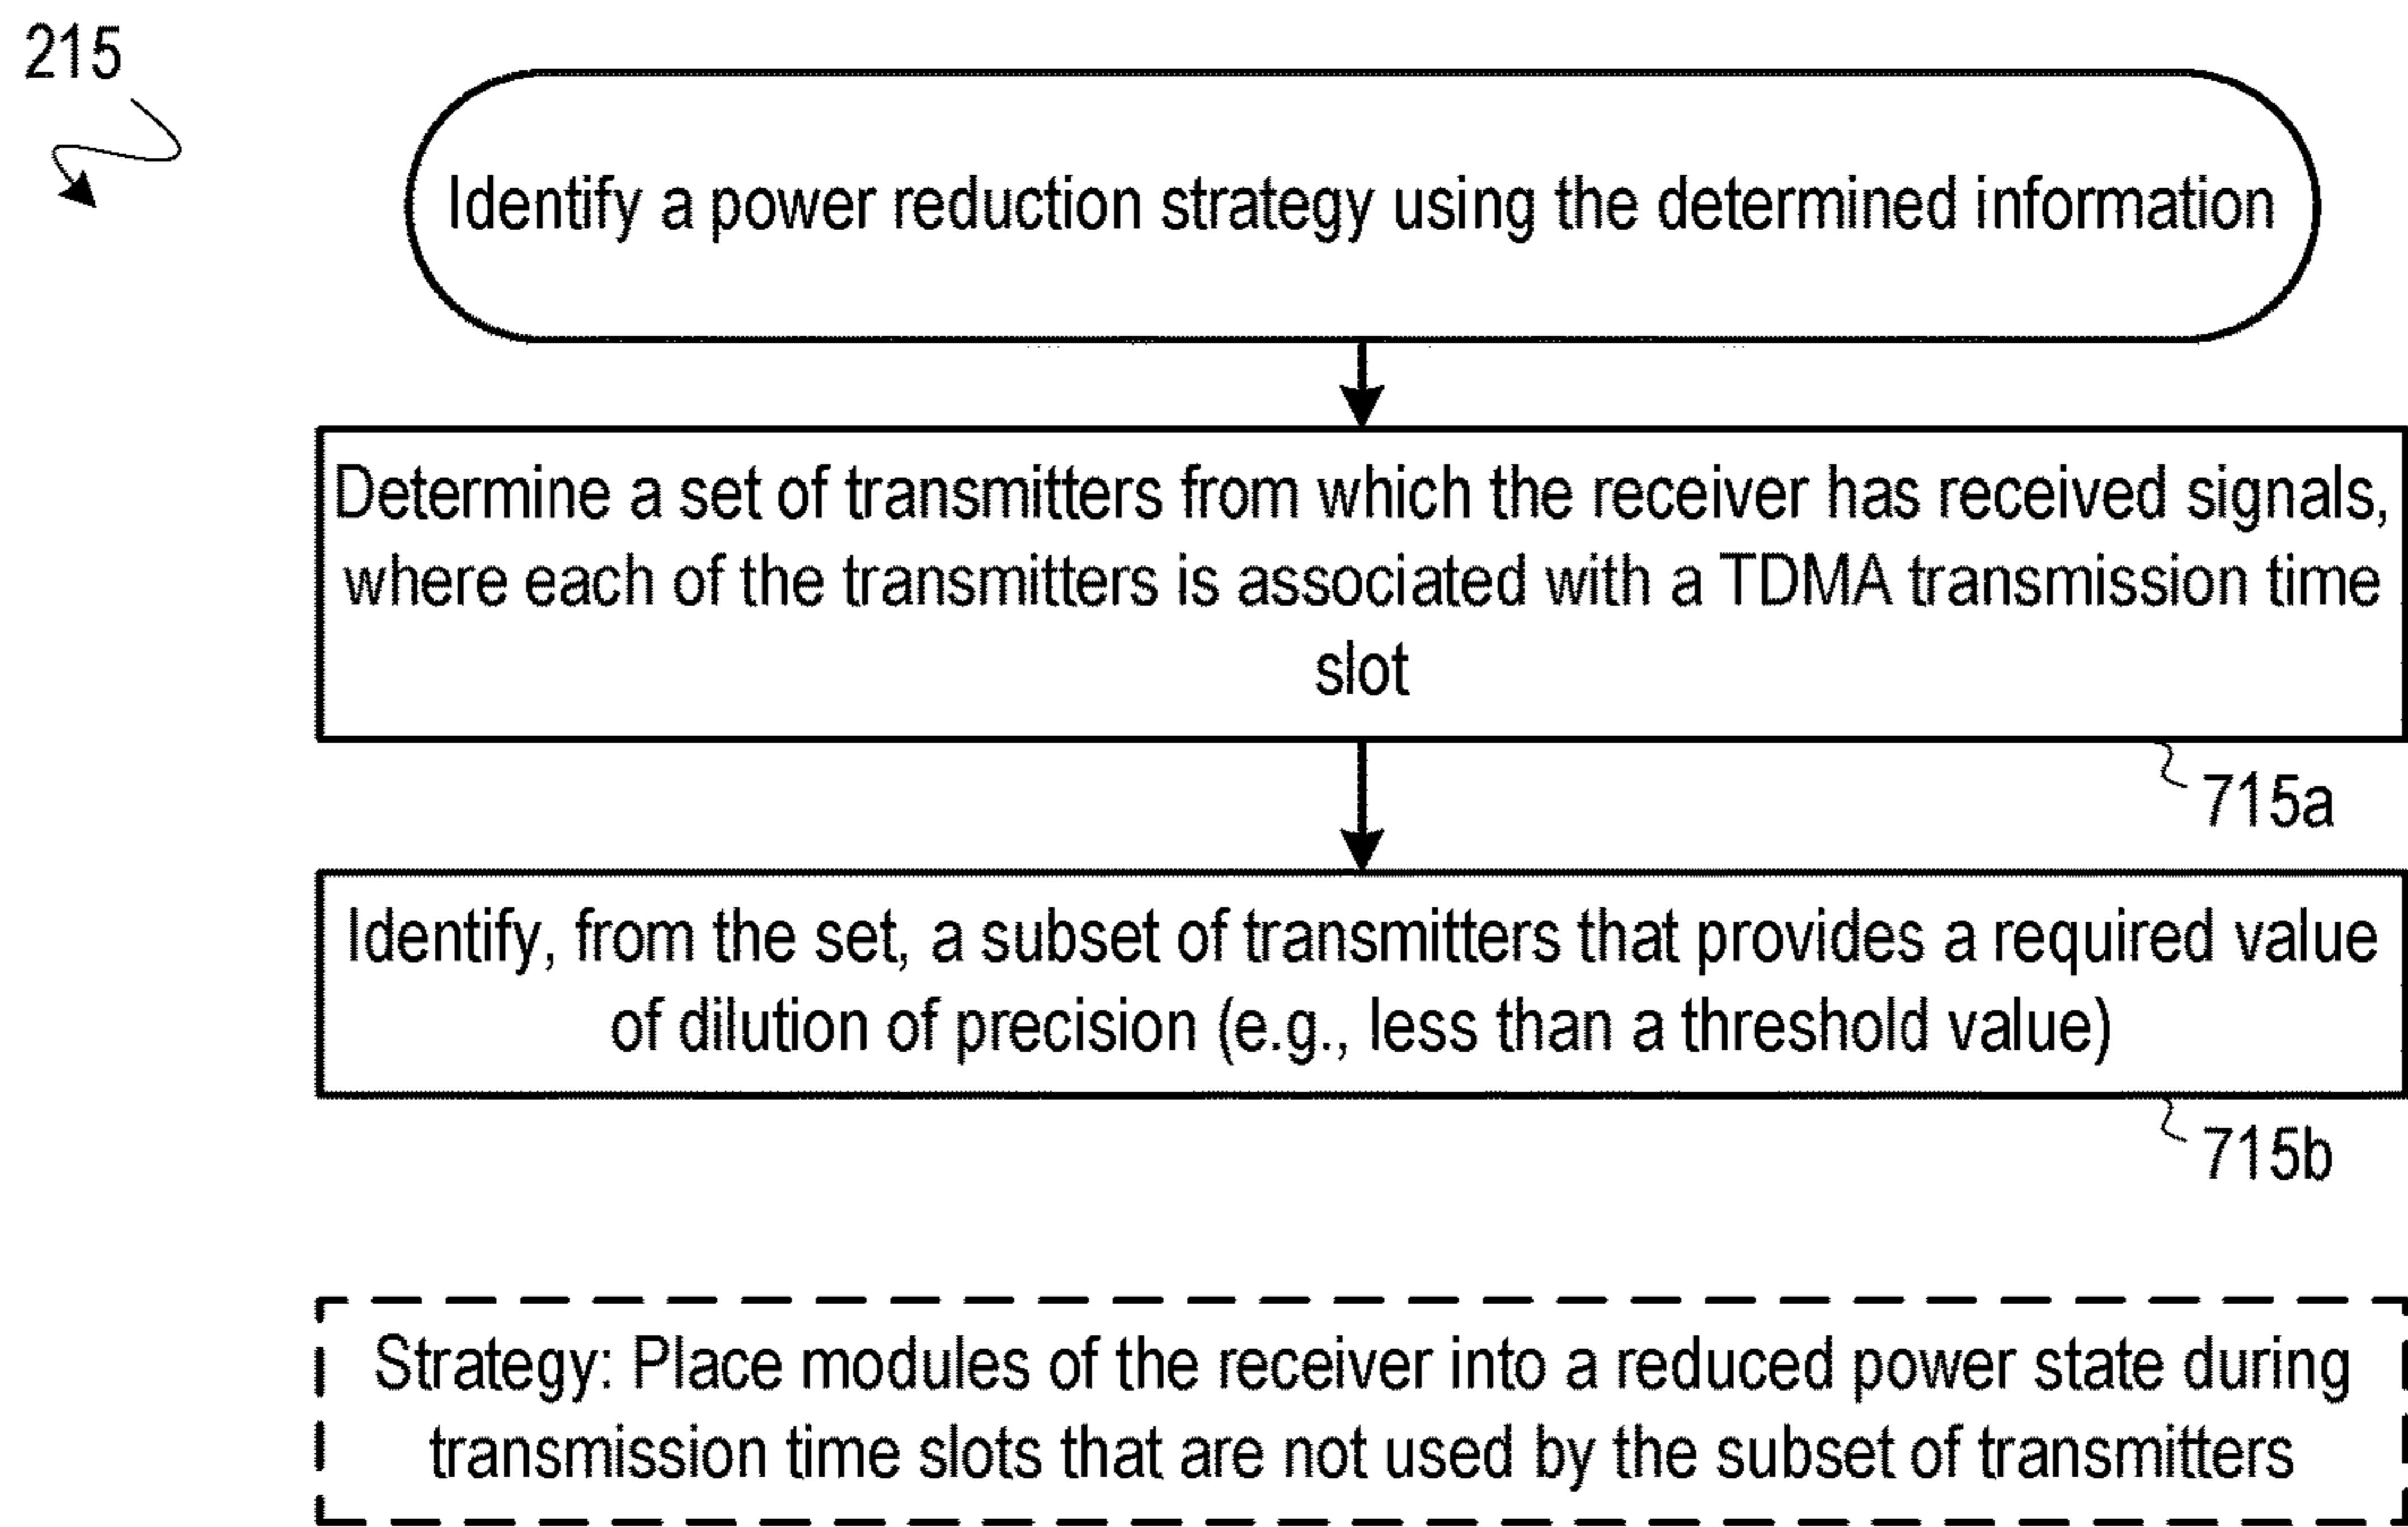 215
Identify a power reduction strategy using the determined information
Determine a set of transmitters from which the receiver has received signals,
where each of the transmitters is associated with a TDMA transmission time
slot
715a
Identify, from the set, a subset of transmitters that provides a required value
of dilution of precision (e.g., less than a threshold value)
715b
Strategy: Place modules of the receiver into a reduced power state during
transmission time slots that are not used by the subset of transmitters